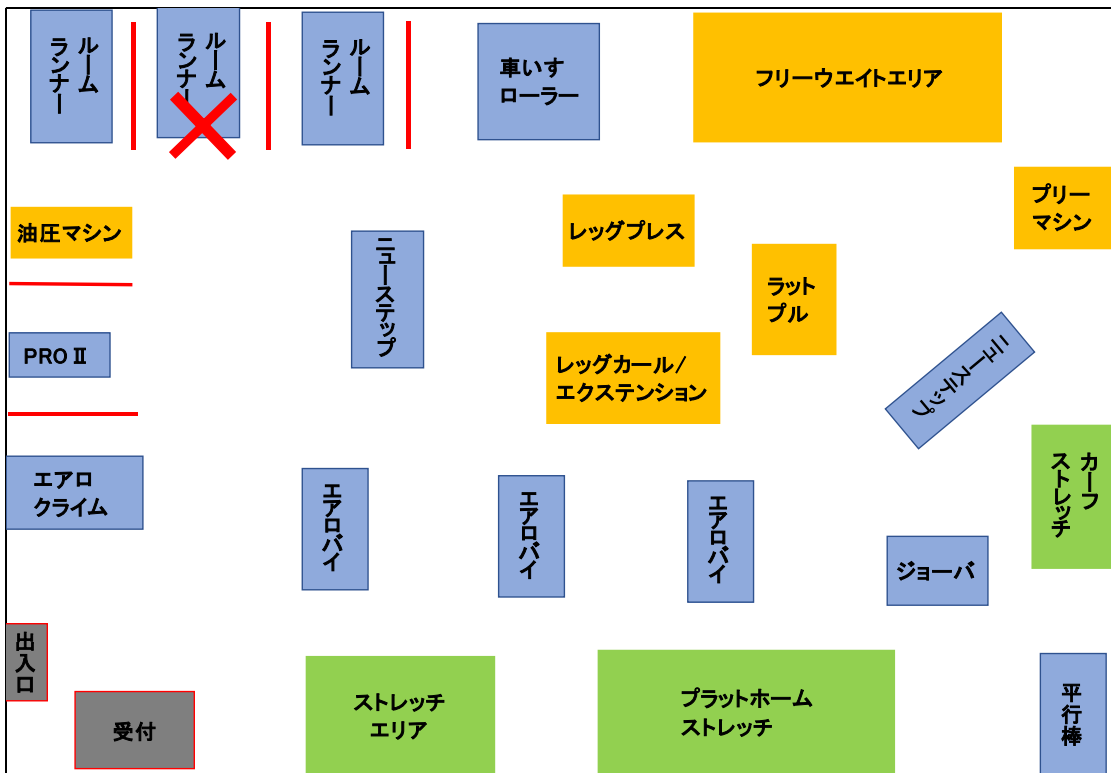 ルーム
ランナー
ルーム
ランナー
ルーム
ランナー
車いす
ローラー
フリーウエイトエリア
油圧マシン
ニューステップ
レッグプレス
プリー
マシン
ラット
プル
PRO Ⅱ
レッグカール/
エクステンション
ニューステップ
エアロ
クライム
エアロバイ
エアロバイ
エアロバイ
カーフ
ストレッチ
ジョーバ
出入口
受付
ストレッチ
エリア
プラットホーム
ストレッチ
平行棒